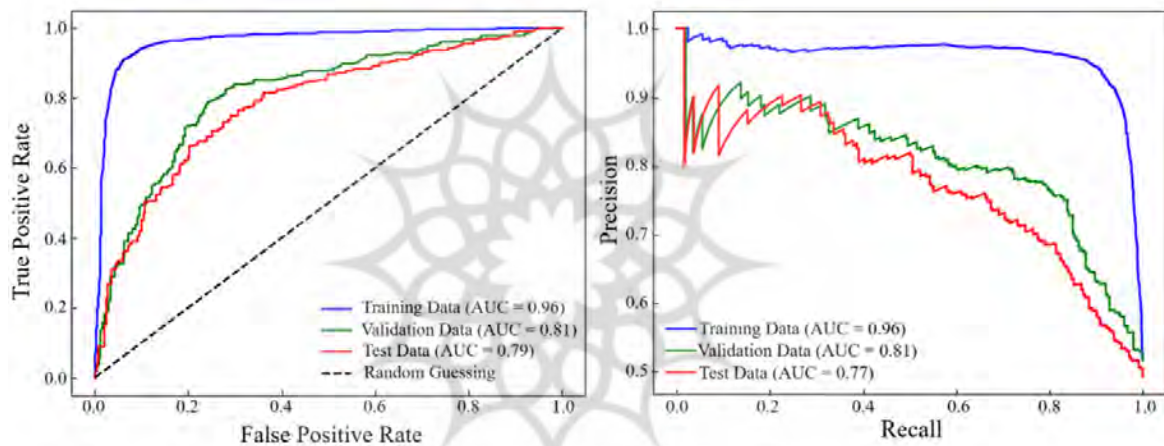 1.0
0.8
0.6
0.4
0.2
0.0
True Positive Rate
Training Data (AUC = 0.96)
Validation Data (AUC = 0.81)
Test Data (AUC = 0.79)
Random Guessing
0.0 0.2 0.4 0.6 0.8 1.0
False Positive Rate
1.0
0.9
0.8
0.7
0.6
0.5
Precision
Training Data (AUC = 0.96)
Validation Data (AUC = 0.81)
Test Data (AUC = 0.77)
0.0 0.2 0.4 0.6 0.8 1.0
Recall